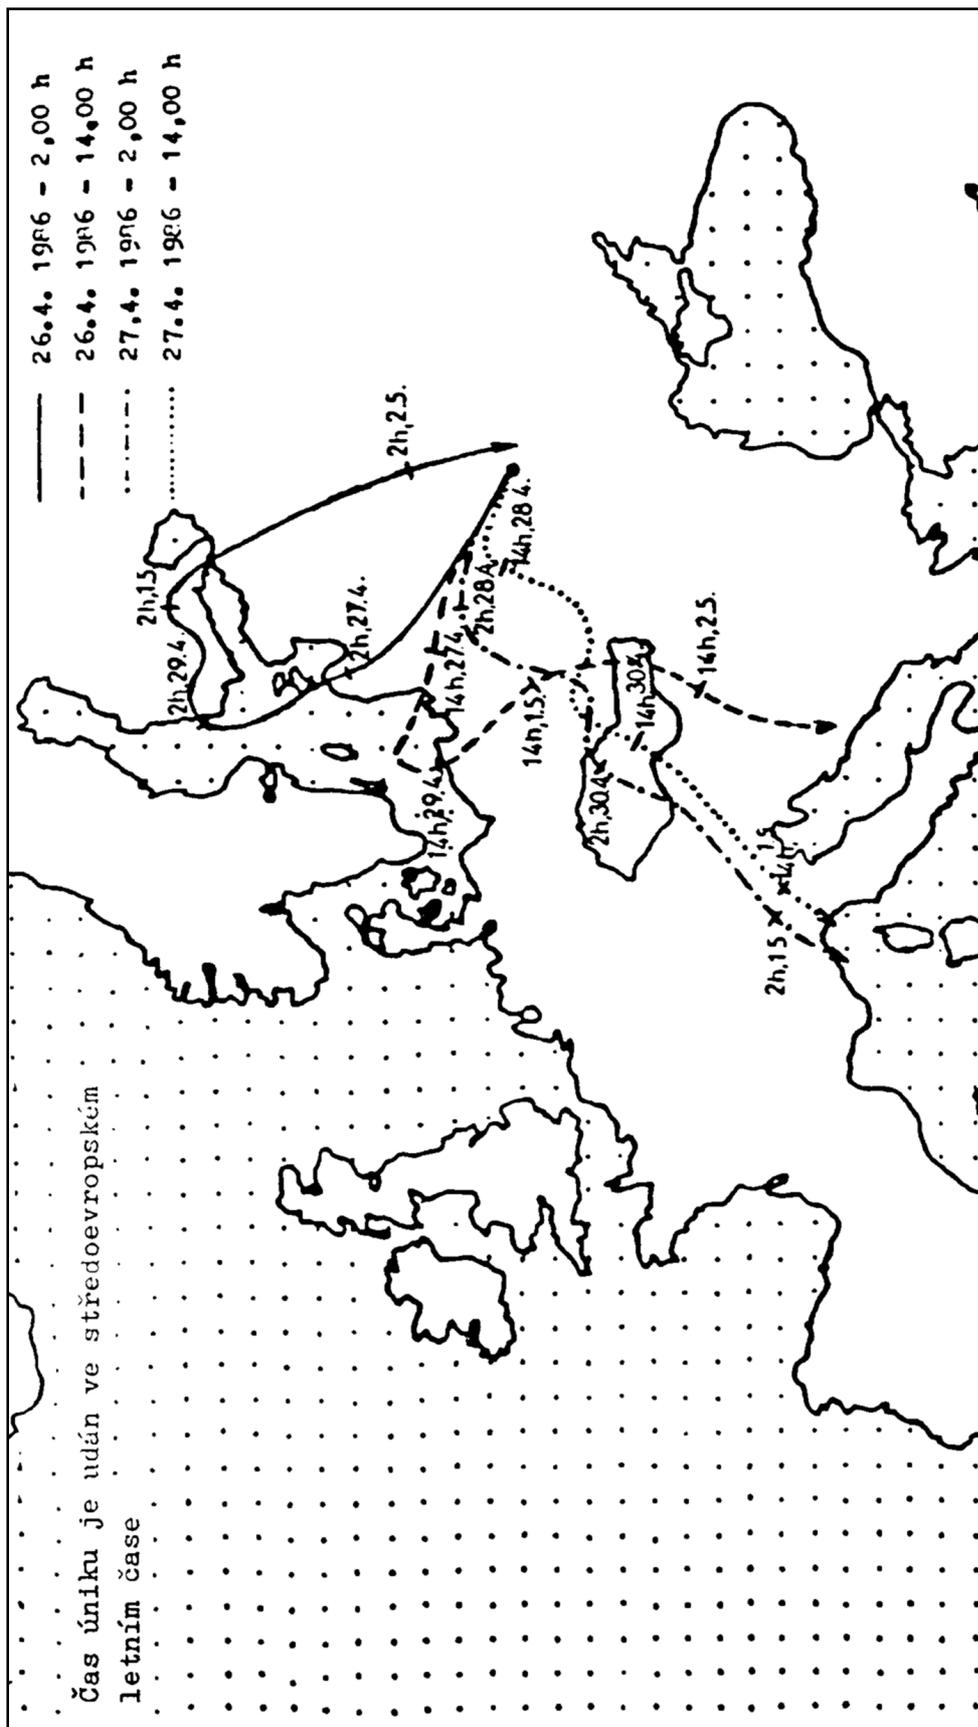 26.4. 1986 - 2,00 h
26.4. 1986 - 14,00 h
27,4. 1986 - 2,00 h
27.4. 1986 - 14,00 h
Čas úniku je udán ve středoevropském
letním čase
2h,1.5.
2h,29.4.
2h,27.4.
2h,2.5.
14h,27.4.
2h,28.4.
14h,28 4.
14h,29.4.
14h,1.5.
2h,30.4.
14h,30.4.
14h,2.5.
14h, 1.5.
2h,1.5